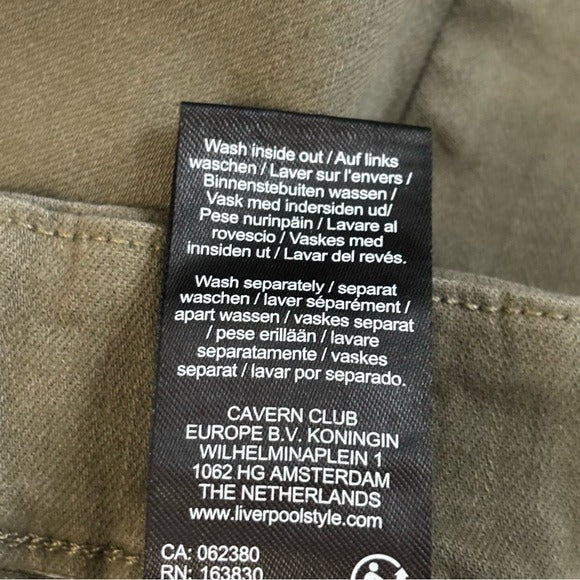 Wash inside out / Auf links
waschen / Laver sur l'envers /
Binnenstebuiten wassen /
Vask med indersiden ud/
Pese nurinpäin / Lavare al
rovescio / Vaskes med
innsiden ut / Lavar del revés.
Wash separately / separat
waschen / laver séparément /
apart wassen / vaskes separat
/ pese erillään / lavare
separatamente / vaskes
separat / lavar por separado.
CAVERN CLUB
EUROPE B.V. KONINGIN
WILHELMINAPLEIN 1
1062 HG AMSTERDAM
THE NETHERLANDS
www.liverpoolstyle.com
CA: 062380
RN: 163830